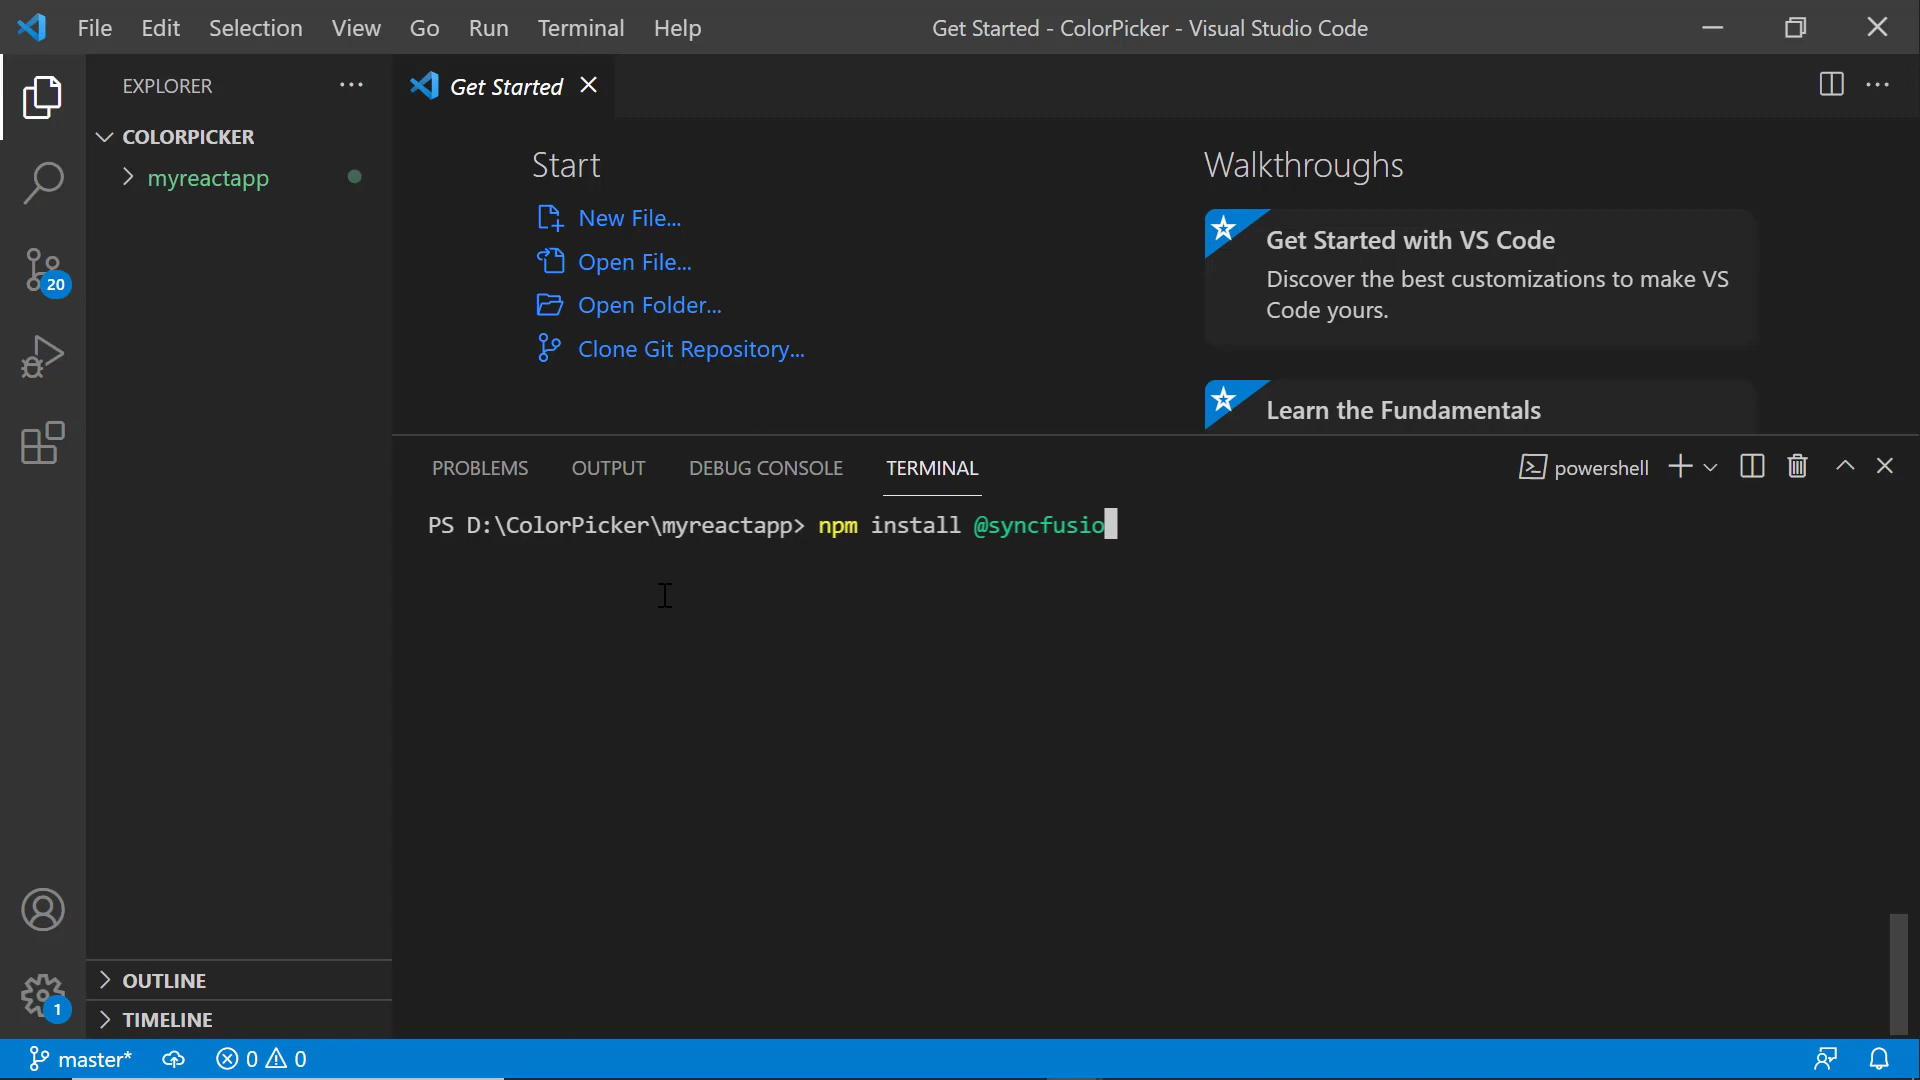 File Edit Selection View Go Run Terminal Help
Get Started - ColorPicker - Visual Studio Code
EXPLORER
COLORPICKER
myreactapp
20
Get Started
Start
New File...
Open File...
Open Folder...
Clone Git Repository...
Walkthroughs
Get Started with VS Code
Discover the best customizations to make VS
Code yours.
Learn the Fundamentals
PROBLEMS OUTPUT DEBUG CONSOLE TERMINAL
powershell
PS D:\ColorPicker\myreactapp> npm install @syncfusio
OUTLINE
1
TIMELINE
master* 0 0